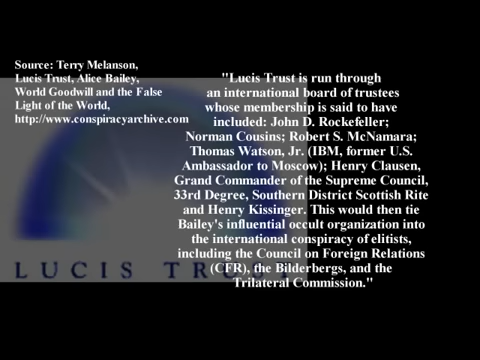 Source: Terry Melanson,
Lucis Trust, Alice Bailey,
World Goodwill and the False
Light of the World,
http://www.conspiracyarchive.com
"Lucis Trust is run through
an international board of trustees
whose membership is said to have
included: John D. Rockefeller;
Norman Cousins; Robert S. McNamara;
Thomas Watson, Jr. (IBM, former U.S.
Ambassador to Moscow); Henry Clausen,
Grand Commander of the Supreme Council,
33rd Degree, Southern District Scottish Rite
and Henry Kissinger. This would then tie
Bailey's influential occult organization into
the international conspiracy of elitists,
including the Council on Foreign Relations
(CFR), the Bilderbergs, and the
Trilateral Commission."
LUCIS TRUST